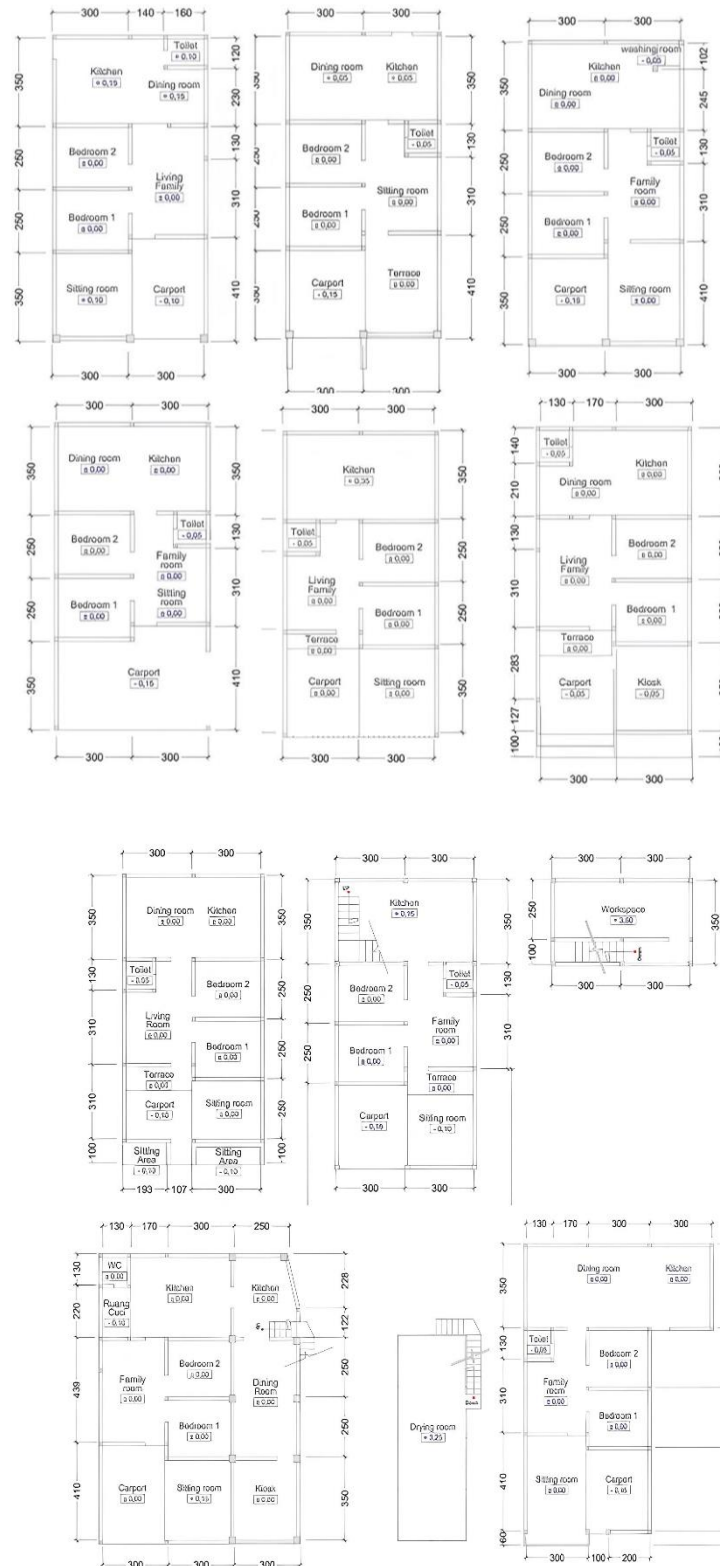 300 140 160
Toilet
+ 0,10
Kitchen
+ 0,15
Dining room
+ 0,15
Bedroom 2
± 0,00
Living
Family
± 0,00
Bedroom 1
± 0,00
Sitting room
+ 0,10
Carport
- 0,10
350
250
250
350
120
230
130
310
410
300 300
300 300
Dining room
+ 0,05
Kitchen
+ 0,05
Toilet
- 0,05
Bedroom 2
± 0,00
Sitting room
± 0,00
Bedroom 1
± 0,00
Carport
- 0,15
Terrace
± 0,00
350
130
310
410
300 300
300 300
washing room
- 0,05
Kitchen
± 0,00
Dining room
± 0,00
Toilet
- 0,05
Bedroom 2
± 0,00
Family
room
± 0,00
Bedroom 1
± 0,00
Carport
- 0,15
Sitting room
± 0,00
350
250
250
350
102
245
130
310
410
300 300
300 300
Dining room
± 0,00
Kitchen
± 0,00
Toilet
- 0,05
Bedroom 2
± 0,00
Family
room
± 0,00
Sitting
room
± 0,00
Bedroom 1
± 0,00
Carport
- 0,15
350
250
250
350
350
130
310
410
300 300
300 300
Kitchen
Toilet
- 0,05
Bedroom 2
± 0,00
Living
Family
± 0,00
Bedroom 1
± 0,00
Terrace
± 0,00
Carport
± 0,00
Sitting room
± 0,00
350
250
250
350
300 300
130 170 300
Toilet
- 0,05
Kitchen
± 0,00
Dining room
± 0,00
Bedroom 2
± 0,00
Living
Family
± 0,00
Bedroom 1
± 0,00
Terrace
± 0,00
Carport
- 0,05
Kiosk
- 0,05
140
210
130
310
283
127
100
300 300
300 300
Dining room
± 0,00
Kitchen
± 0,00
Toilet
- 0,05
Bedroom 2
± 0,00
Living
Room
± 0,00
Bedroom 1
± 0,00
Terrace
± 0,00
Carport
- 0,10
Sitting room
± 0,00
Sitting
Area
- 0,10
Sitting
Area
- 0,10
350
130
310
310
100
350
250
250
250
100
193 107 300
300 300
UP
Kitchen
+ 0,15
Toilet
- 0,05
Bedroom 2
± 0,00
Family
room
± 0,00
Bedroom 1
± 0,00
Terrace
± 0,00
Carport
- 0,10
Sitting room
- 0,10
350
250
250
350
130
310
300 300
300 300
Workspace
250
100
350
300 300
130 170 300 250
WC
± 0,00
Kitchen
± 0,00
Kitchen
± 0,00
Ruang
Cuci
- 0,10
Bedroom 2
± 0,00
Family
room
± 0,00
Dining
Room
± 0,00
Bedroom 1
± 0,00
Carport
± 0,00
Sitting room
+ 0,15
Kiosk
± 0,00
130
220
439
410
228
122
250
250
350
300 300 300
Drying room
+ 3,25
Down
130 170 300 300
Dining room
± 0,00
Kitchen
± 0,00
Toilet
- 0,05
Bedroom 2
± 0,00
Family
room
± 0,00
Bedroom 1
± 0,00
Sitting room
± 0,00
Carport
350
130
310
410
60
300 100 200